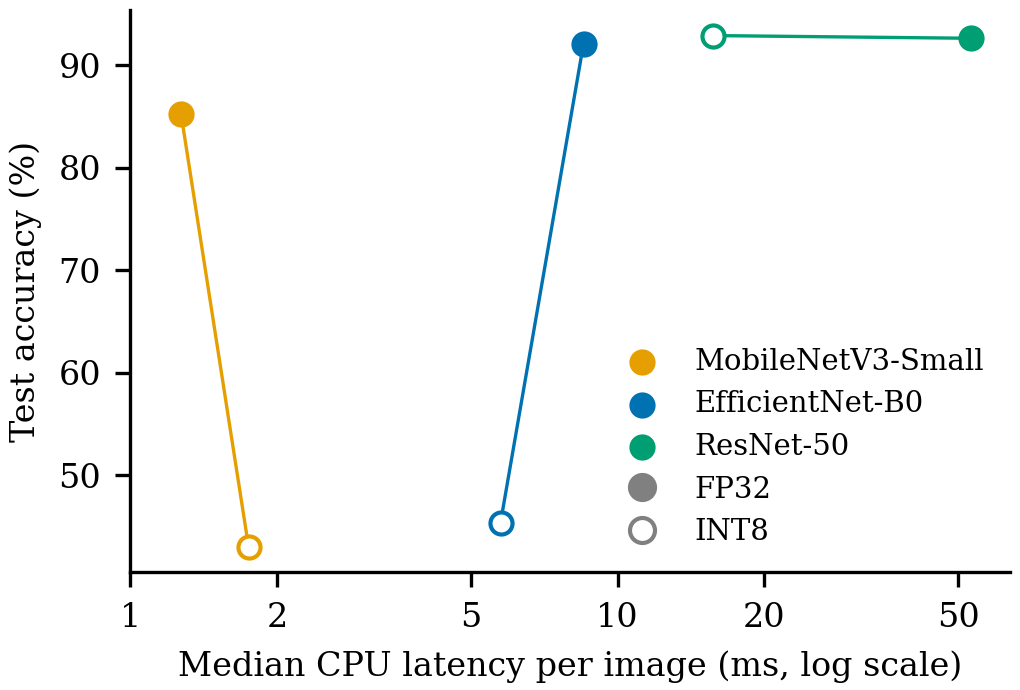 90
80
70
60
50
Test accuracy (%)
MobileNetV3-Small
EfficientNet-B0
ResNet-50
FP32
INT8
1 2 5 10 20 50
Median CPU latency per image (ms, log scale)